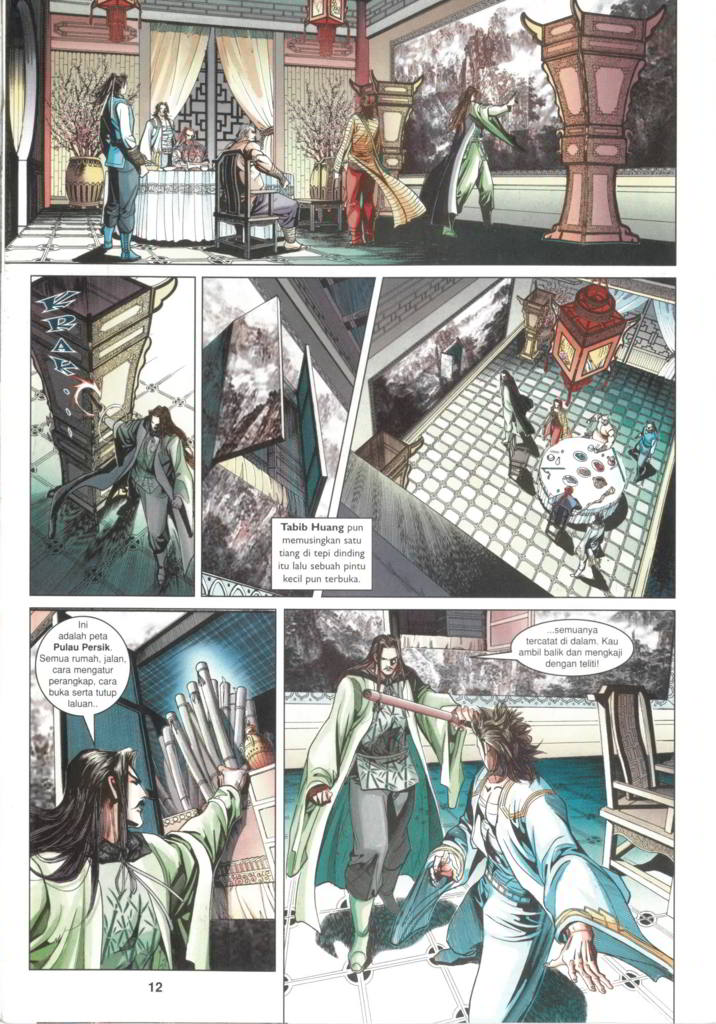 KRAK...
Tabib Huang pun
memusingkan satu
tiang di tepi dinding
itu lalu sebuah pintu
kecil pun terbuka.
Ini
adalah peta
Pulau Persik.
Semua rumah, jalan,
cara mengatur
perangkap, cara
buka serta tutup
laluan..
...semuanya
tercatat di dalam. Kau
ambil balik dan mengkaji
dengan teliti!
12